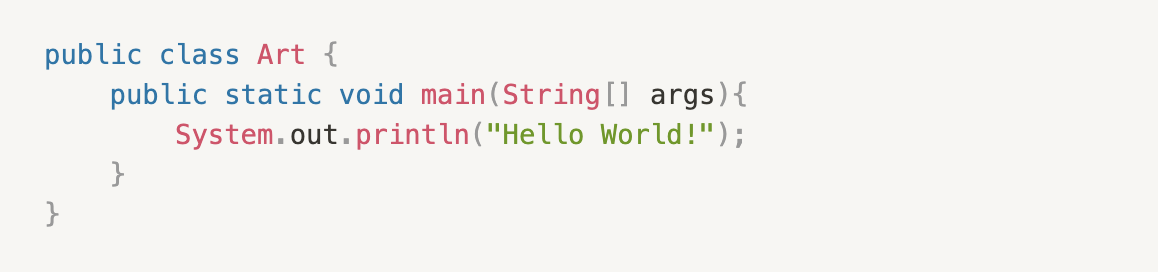 public class Art {
    public static void main(String[] args){
        System.out.println("Hello World!");
    }
}